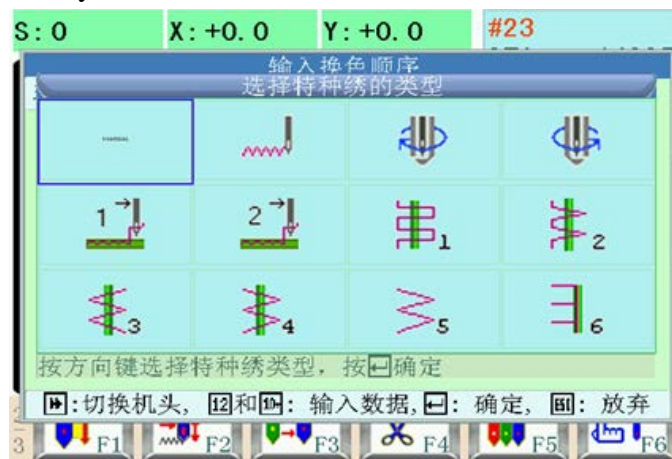 S: 0 X: +0. 0 Y: +0. 0 #23
输入换色顺序
选择特种绣的类型
1 2 1 2
3 4 5 6
按方向键选择特种绣类型, 按确定
:切换机头, 12和10-: 输入数据, : 确定, : 放弃
3 F1 F2 F3 F4 F5 F6